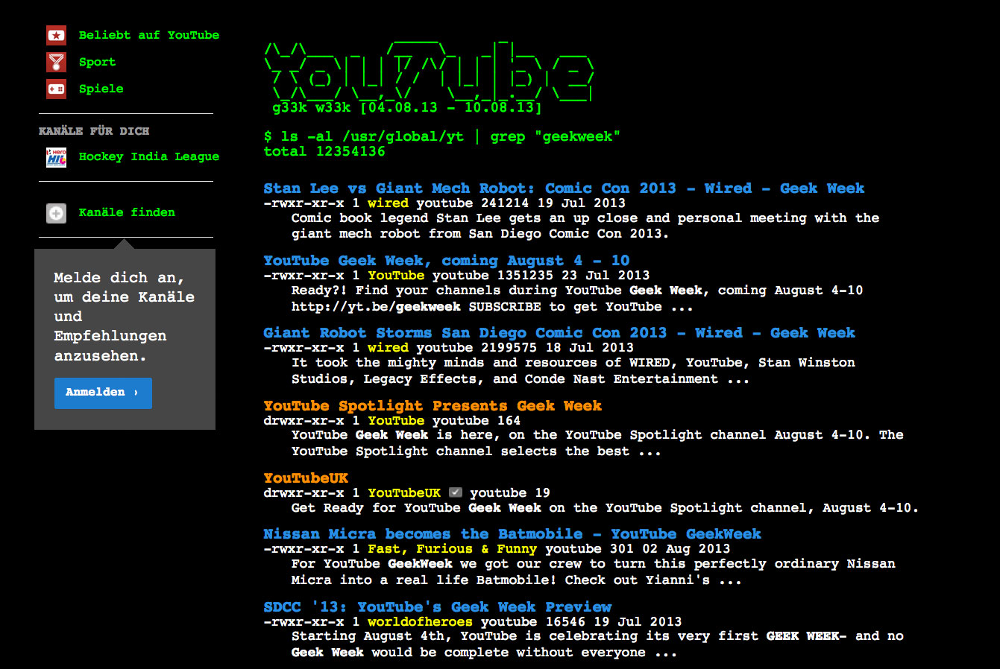 Beliebt auf YouTube
Sport
Spiele
KANÄLE FÜR DICH
Hero
HIL
Hockey India League
Kanäle finden
Melde dich an,
um deine Kanäle
und
Empfehlungen
anzusehen.
Anmelden ›
YouTube
g33k w33k [04.08.13 - 10.08.13]
$ ls -al /usr/global/yt | grep "geekweek"
total 12354136
Stan Lee vs Giant Mech Robot: Comic Con 2013 - Wired - Geek Week
-rwxr-xr-x 1 wired youtube 241214 19 Jul 2013
Comic book legend Stan Lee gets an up close and personal meeting with the
giant mech robot from San Diego Comic Con 2013.
YouTube Geek Week, coming August 4 - 10
-rwxr-xr-x 1 YouTube youtube 1351235 23 Jul 2013
Ready?! Find your channels during YouTube Geek Week, coming August 4-10
http://yt.be/geekweek SUBSCRIBE to get YouTube ...
Giant Robot Storms San Diego Comic Con 2013 - Wired - Geek Week
-rwxr-xr-x 1 wired youtube 2199575 18 Jul 2013
It took the mighty minds and resources of WIRED, YouTube, Stan Winston
Studios, Legacy Effects, and Conde Nast Entertainment ...
YouTube Spotlight Presents Geek Week
drwxr-xr-x 1 YouTube youtube 164
YouTube Geek Week is here, on the YouTube Spotlight channel August 4-10. The
YouTube Spotlight channel selects the best ...
YouTubeUK
drwxr-xr-x 1 YouTubeUK youtube 19
Get Ready for YouTube Geek Week on the YouTube Spotlight channel, August 4-10.
Nissan Micra becomes the Batmobile - YouTube GeekWeek
-rwxr-xr-x 1 Fast, Furious & Funny youtube 301 02 Aug 2013
For YouTube GeekWeek we got our crew to turn this perfectly ordinary Nissan
Micra into a real life Batmobile! Check out Yianni's ...
SDCC '13: YouTube's Geek Week Preview
-rwxr-xr-x 1 worldofheroes youtube 16546 19 Jul 2013
Starting August 4th, YouTube is celebrating its very first GEEK WEEK- and no
Geek Week would be complete without everyone ...